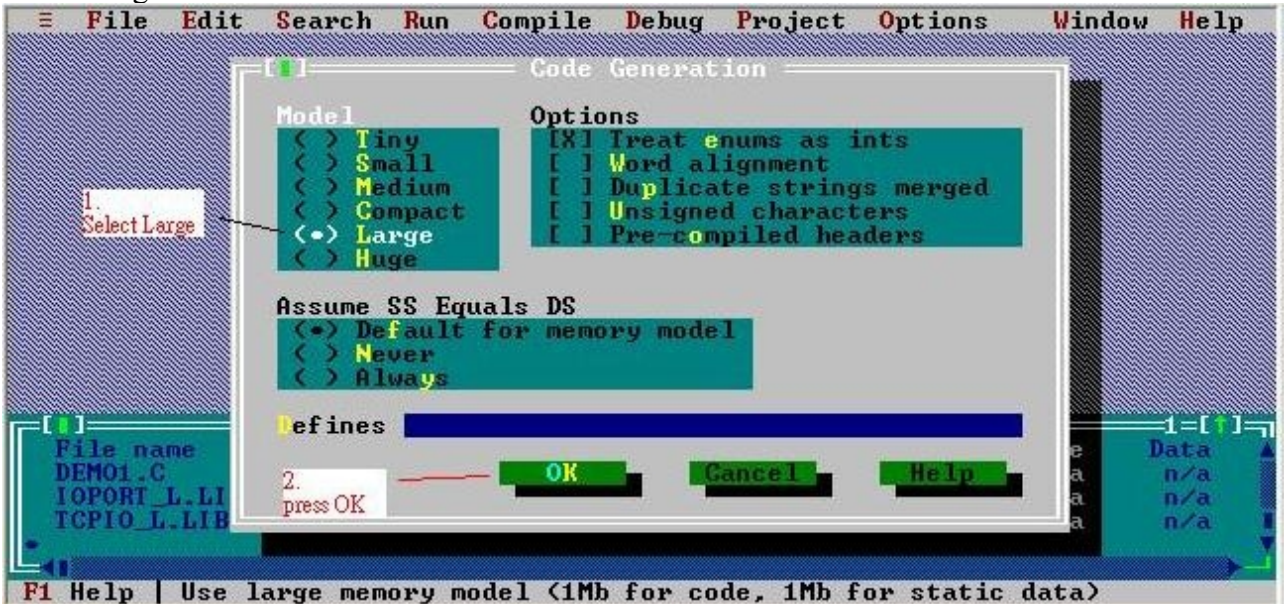 ≡ File Edit Search Run Compile Debug Project Options Window Help
[■] Code Generation
Model Options
( ) Tiny [X] Treat enums as ints
( ) Small [ ] Word alignment
( ) Medium [ ] Duplicate strings merged
( ) Compact [ ] Unsigned characters
(•) Large [ ] Pre-compiled headers
( ) Huge
1.
Select Large
Assume SS Equals DS
(•) Default for memory model
( ) Never
( ) Always
Defines
OK Cancel Help
2.
press OK
[■] 1=[↑]
File name Data
DEMO1.C n/a
IOPORT_L.LI n/a
TCPIO_L.LIB n/a
F1 Help | Use large memory model (1Mb for code, 1Mb for static data)